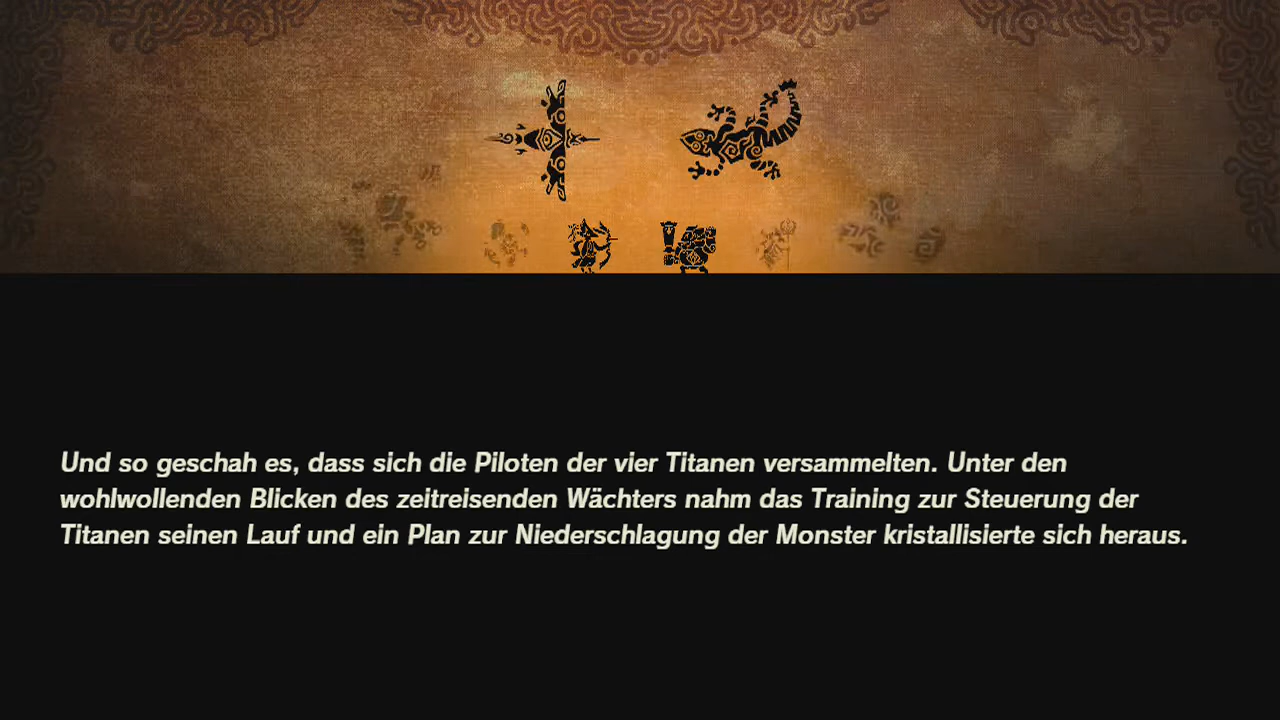 Und so geschah es, dass sich die Piloten der vier Titanen versammelten. Unter den
wohlwollenden Blicken des zeitreisenden Wächters nahm das Training zur Steuerung der
Titanen seinen Lauf und ein Plan zur Niederschlagung der Monster kristallisierte sich heraus.